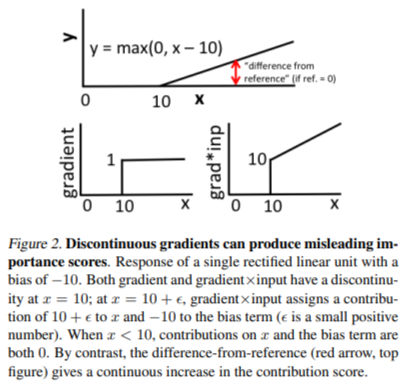 y
y = max(0, x − 10)
"difference from
reference" (if ref. = 0)
0 10 x
gradient
1
0 10 x
grad*inp
10
0 10 x
Figure 2. Discontinuous gradients can produce misleading im-
portance scores. Response of a single rectified linear unit with a
bias of −10. Both gradient and gradient×input have a discontinu-
ity at x = 10; at x = 10 + ϵ, gradient×input assigns a contribu-
tion of 10 + ϵ to x and −10 to the bias term (ϵ is a small positive
number). When x < 10, contributions on x and the bias term are
both 0. By contrast, the difference-from-reference (red arrow, top
figure) gives a continuous increase in the contribution score.